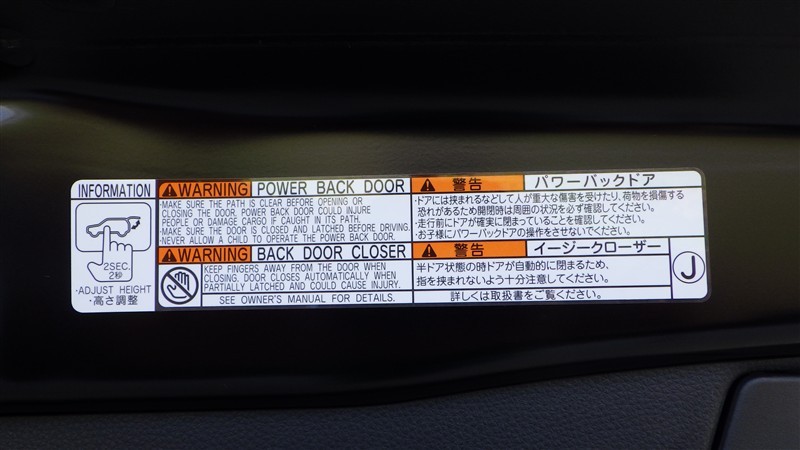 INFORMATION
2SEC.
2秒
・ADJUST HEIGHT
・高さ調整
WARNING POWER BACK DOOR
・MAKE SURE THE PATH IS CLEAR BEFORE OPENING OR
CLOSING THE DOOR. POWER BACK DOOR COULD INJURE
PEOPLE OR DAMAGE CARGO IF CAUGHT IN ITS PATH.
・MAKE SURE THE DOOR IS CLOSED AND LATCHED BEFORE DRIVING.
・NEVER ALLOW A CHILD TO OPERATE THE POWER BACK DOOR.
WARNING BACK DOOR CLOSER
KEEP FINGERS AWAY FROM THE DOOR WHEN
CLOSING. DOOR CLOSES AUTOMATICALLY WHEN
PARTIALLY LATCHED AND COULD CAUSE INJURY.
SEE OWNER'S MANUAL FOR DETAILS.
警告 パワーバックドア
・ドアには挟まれるなどして人が重大な傷害を受けたり、荷物を損傷する
恐れがあるため開閉時は周囲の状況を必ず確認してください。
・走行前にドアが確実に閉まっていることを確認してください。
・お子様にパワーバックドアの操作をさせないでください。
警告 イージークローザー
半ドア状態の時ドアが自動的に閉まるため、
指を挟まれないよう十分注意してください。
詳しくは取扱書をご覧ください。
J